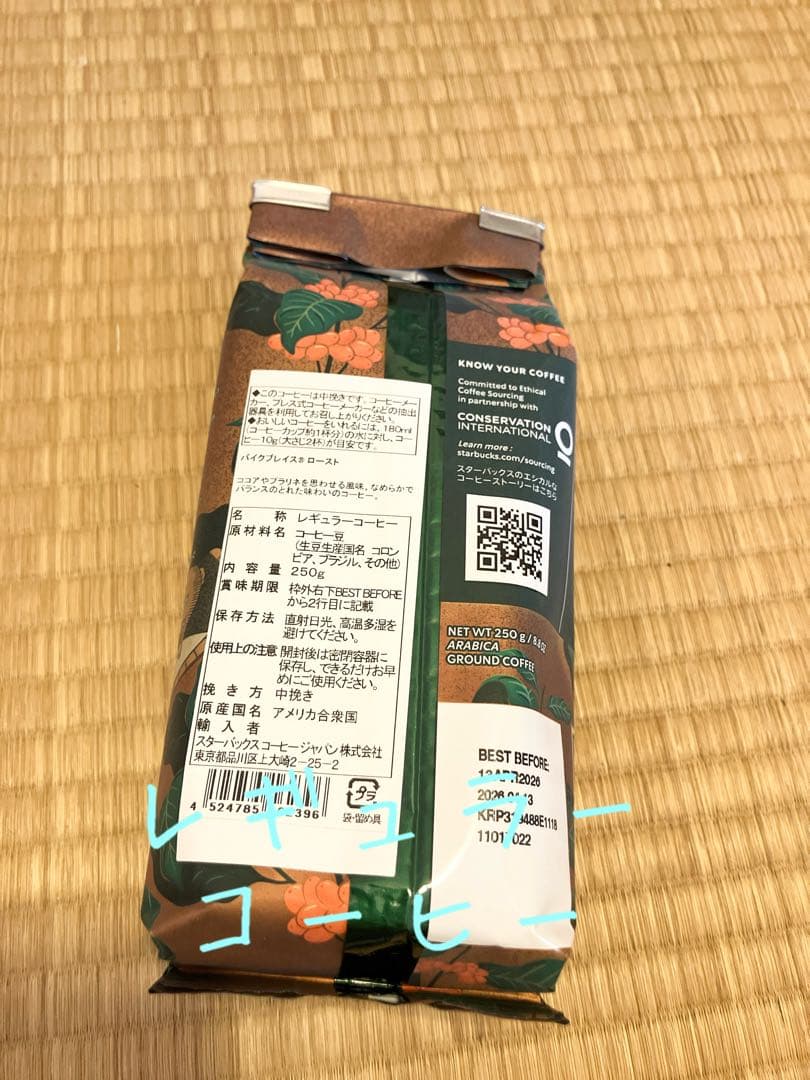 ◆このコーヒーは中挽きです。コーヒーメー
カー、プレス式コーヒーメーカーなどの抽出
器具を利用してお召し上がりください。
◆おいしいコーヒーをいれるには、180ml
(コーヒーカップ約1杯分)の水に対し、コー
ヒー10g(大さじ2杯)が目安です。
パイクプレイス® ロースト
ココアやプラリネを思わせる風味。なめらかで
バランスのとれた味わいのコーヒー。
名称 レギュラーコーヒー
原材料名 コーヒー豆
(生豆生産国名 コロン
ビア、ブラジル、その他)
内容量 250g
賞味期限 枠外右下BEST BEFORE
から2行目に記載
保存方法 直射日光、高温多湿を
避けてください。
使用上の注意 開封後は密閉容器に
保存し、できるだけお早
めにご使用ください。
挽き方 中挽き
原産国名 アメリカ合衆国
輸入者
スターバックス コーヒー ジャパン 株式会社
東京都品川区上大崎2-25-2
4 524785
396
プラ
袋・留め具
KNOW YOUR COFFEE
Committed to Ethical
Coffee Sourcing
in partnership with
CONSERVATION
INTERNATIONAL
Learn more :
starbucks.com/sourcing
スターバックスのエシカルな
コーヒーストーリーはこちら
NET WT 250 g / 8.8 OZ
ARABICA
GROUND COFFEE
BEST BEFORE:
2026
2026
1118
レギュラー
コーヒー